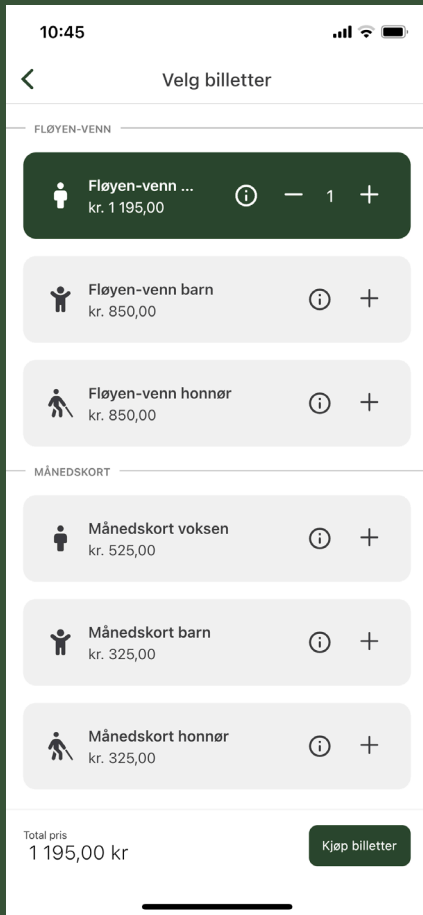 10:45
Velg billetter
FLØYEN-VENN
Fløyen-venn ...
kr. 1 195,00
1
Fløyen-venn barn
kr. 850,00
Fløyen-venn honnør
kr. 850,00
MÅNEDSKORT
Månedskort voksen
kr. 525,00
Månedskort barn
kr. 325,00
Månedskort honnør
kr. 325,00
Total pris
1 195,00 kr
Kjøp billetter